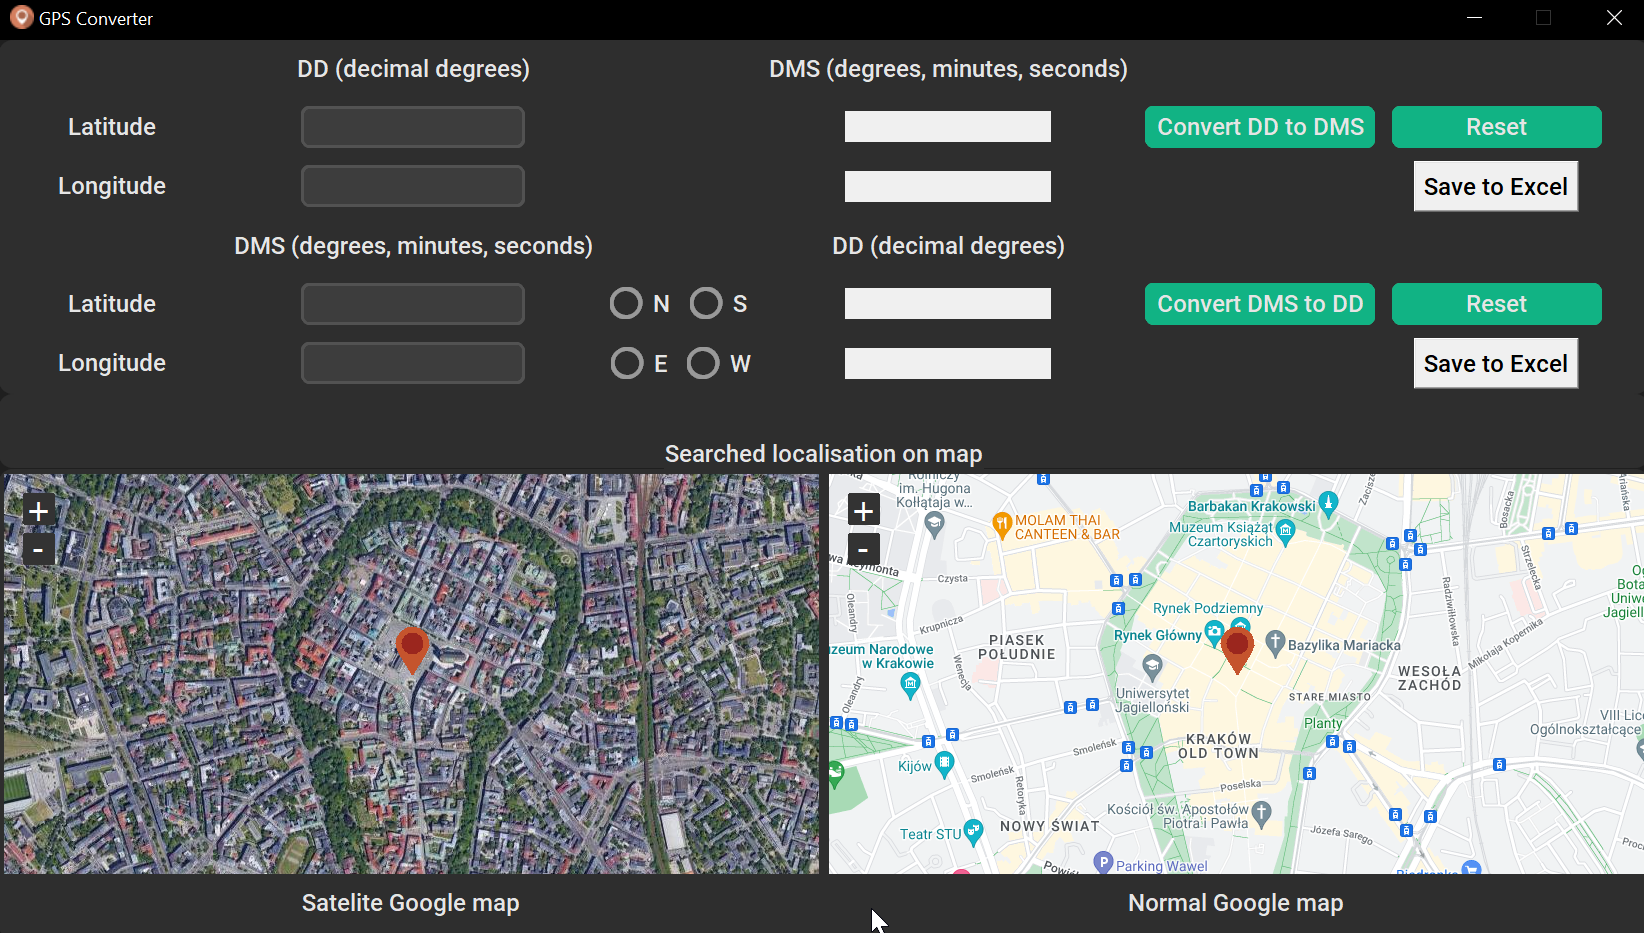 GPS Converter
DD (decimal degrees)
DMS (degrees, minutes, seconds)
Latitude
Convert DD to DMS
Reset
Longitude
Save to Excel
DMS (degrees, minutes, seconds)
DD (decimal degrees)
Latitude
N
S
Convert DMS to DD
Reset
Longitude
E
W
Save to Excel
Searched localisation on map
+
-
+
-
im. Hugona
Kołłątaja w...
MOLAM THAI
CANTEEN & BAR
Barbakan Krakowski
Muzeum Książąt
Czartoryskich
Zacisze
Bosacka
Czysta
Oleandry
Krupnicza
Rynek Podziemny
Rynek Główny
Bazylika Mariacka
Radziwiłłowska
Strzelecka
Mikołaja Kopernika
PIASEK
POŁUDNIE
zeum Narodowe
w Krakowie
Wenecja
Oleandry
Uniwersytet
Jagielloński
WESOŁA
ZACHÓD
STARE MIASTO
Planty
KRAKÓW
OLD TOWN
VIII Lic
Ogólnokształcące
Smoleńsk
Kijów
Smoleńsk
Retoryka
Poselska
Kościół św. Apostołów
Piotra i Pawła
NOWY ŚWIAT
Teatr STU
Józefa Sarego
Parking Wawel
P
Satelite Google map
Normal Google map